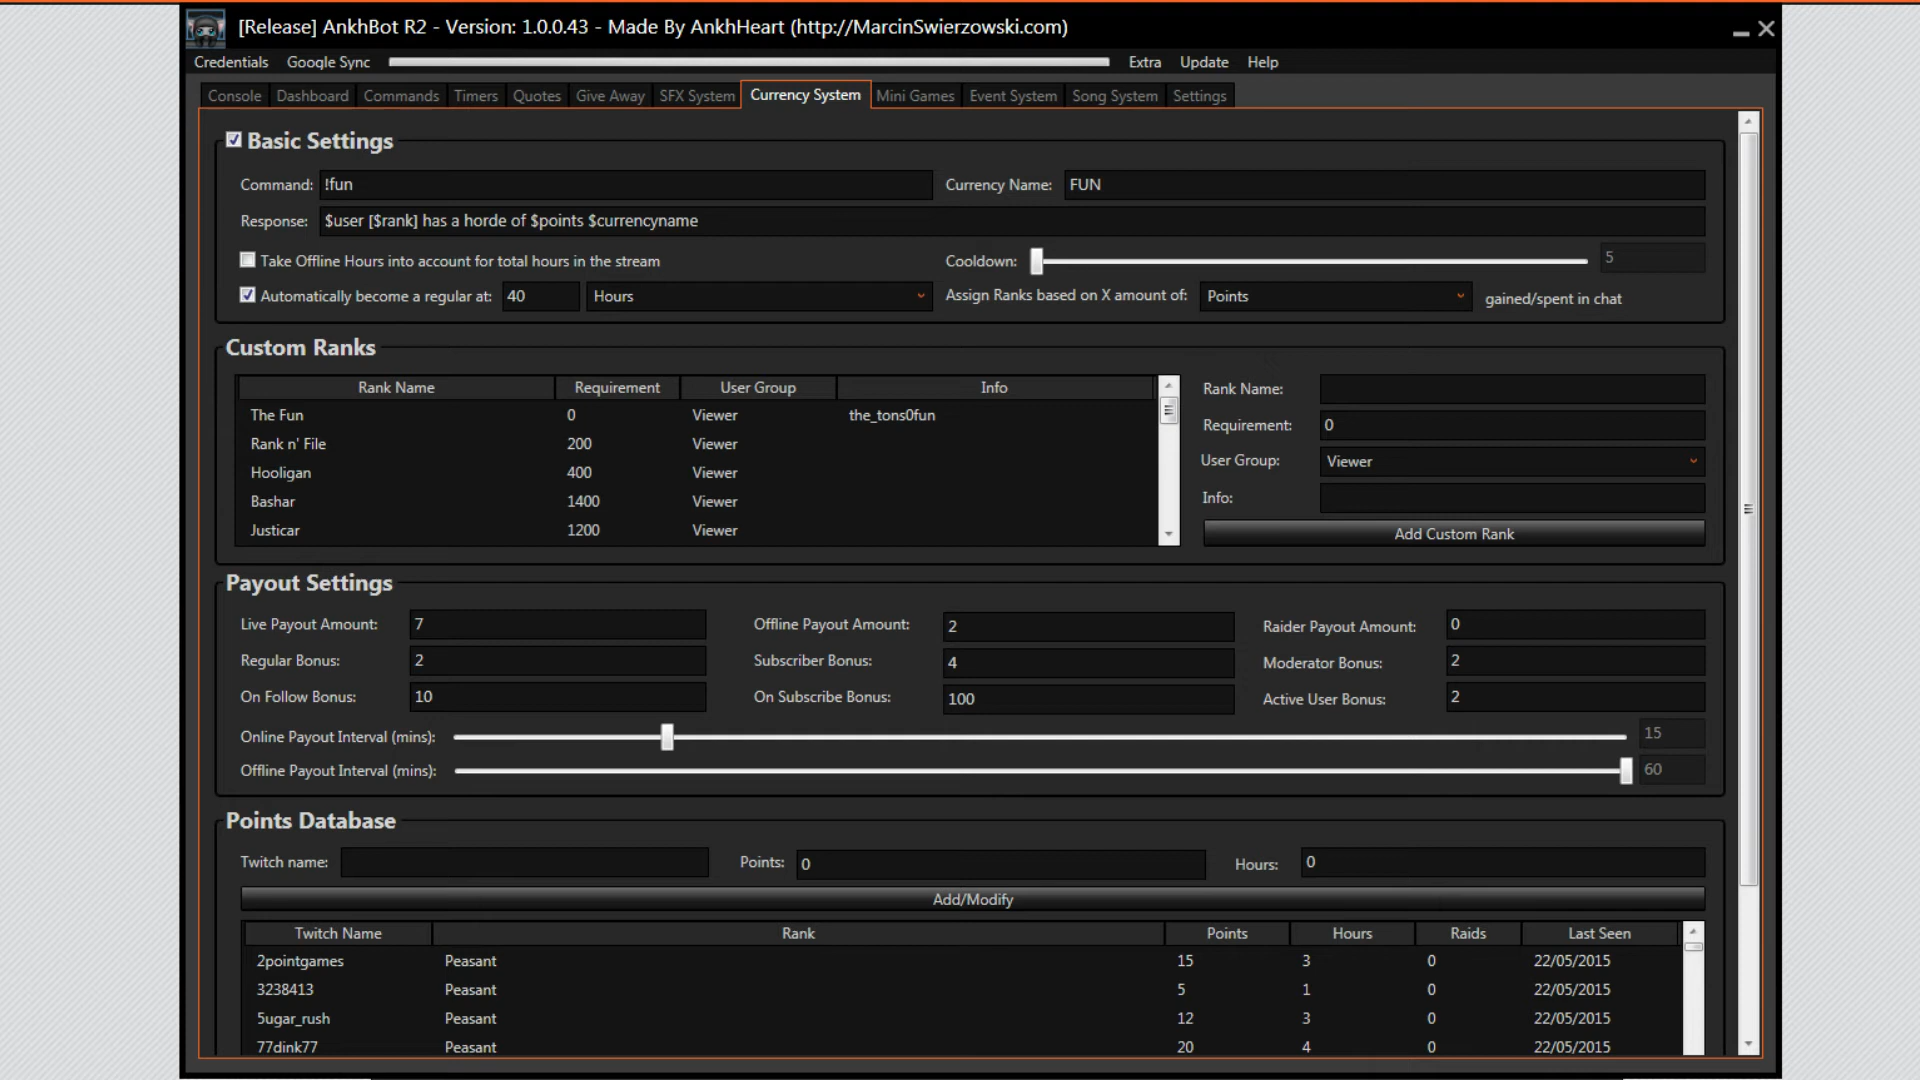 [Release] AnkhBot R2 - Version: 1.0.0.43 - Made By AnkhHeart (http://MarcinSwierzowski.com)
Credentials Google Sync Extra Update Help
Console Dashboard Commands Timers Quotes Give Away SFX System Currency System Mini Games Event System Song System Settings
Basic Settings
Command: !fun Currency Name: FUN
Response: $user [$rank] has a horde of $points $currencyname
Take Offline Hours into account for total hours in the stream Cooldown: 5
Automatically become a regular at: 40 Hours Assign Ranks based on X amount of: Points gained/spent in chat
Custom Ranks
Rank Name Requirement User Group Info
The Fun 0 Viewer the_tons0fun
Rank n' File 200 Viewer
Hooligan 400 Viewer
Bashar 1400 Viewer
Justicar 1200 Viewer
Rank Name:
Requirement: 0
User Group: Viewer
Info:
Add Custom Rank
Payout Settings
Live Payout Amount: 7 Offline Payout Amount: 2 Raider Payout Amount: 0
Regular Bonus: 2 Subscriber Bonus: 4 Moderator Bonus: 2
On Follow Bonus: 10 On Subscribe Bonus: 100 Active User Bonus: 2
Online Payout Interval (mins): 15
Offline Payout Interval (mins): 60
Points Database
Twitch name: Points: 0 Hours: 0
Add/Modify
Twitch Name Rank Points Hours Raids Last Seen
2pointgames Peasant 15 3 0 22/05/2015
3238413 Peasant 5 1 0 22/05/2015
5ugar_rush Peasant 12 3 0 22/05/2015
77dink77 Peasant 20 4 0 22/05/2015